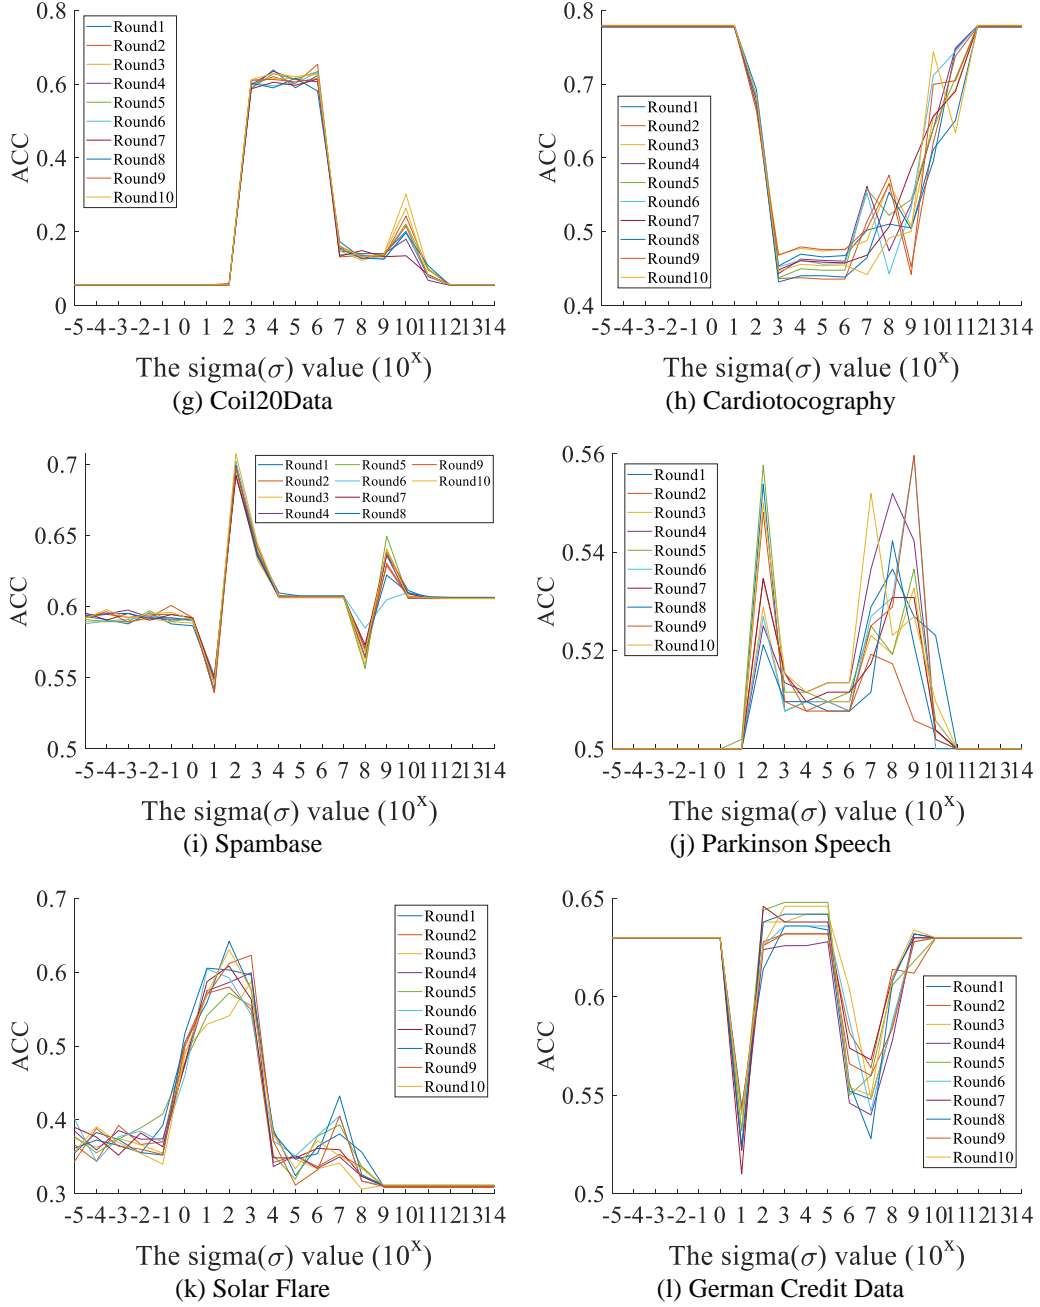 0.8
0.6
0.4
0.2
0
ACC
Round1
Round2
Round3
Round4
Round5
Round6
Round7
Round8
Round9
Round10
-5-4-3-2-1 0 1 2 3 4 5 6 7 8 9 1011121314
The sigma(σ) value (10^x)
(g) Coil20Data
0.8
0.7
0.6
0.5
0.4
ACC
Round1
Round2
Round3
Round4
Round5
Round6
Round7
Round8
Round9
Round10
-5-4-3-2-1 0 1 2 3 4 5 6 7 8 9 1011121314
The sigma(σ) value (10^x)
(h) Cardiotocography
0.7
0.65
0.6
0.55
0.5
ACC
Round1 Round5 Round9
Round2 Round6 Round10
Round3 Round7
Round4 Round8
-5-4-3-2-1 0 1 2 3 4 5 6 7 8 9 1011121314
The sigma(σ) value (10^x)
(i) Spambase
0.56
0.54
0.52
0.5
ACC
Round1
Round2
Round3
Round4
Round5
Round6
Round7
Round8
Round9
Round10
-5-4-3-2-1 0 1 2 3 4 5 6 7 8 9 1011121314
The sigma(σ) value (10^x)
(j) Parkinson Speech
0.7
0.6
0.5
0.4
0.3
ACC
Round1
Round2
Round3
Round4
Round5
Round6
Round7
Round8
Round9
Round10
-5-4-3-2-1 0 1 2 3 4 5 6 7 8 9 1011121314
The sigma(σ) value (10^x)
(k) Solar Flare
0.65
0.6
0.55
0.5
ACC
Round1
Round2
Round3
Round4
Round5
Round6
Round7
Round8
Round9
Round10
-5-4-3-2-1 0 1 2 3 4 5 6 7 8 9 1011121314
The sigma(σ) value (10^x)
(l) German Credit Data